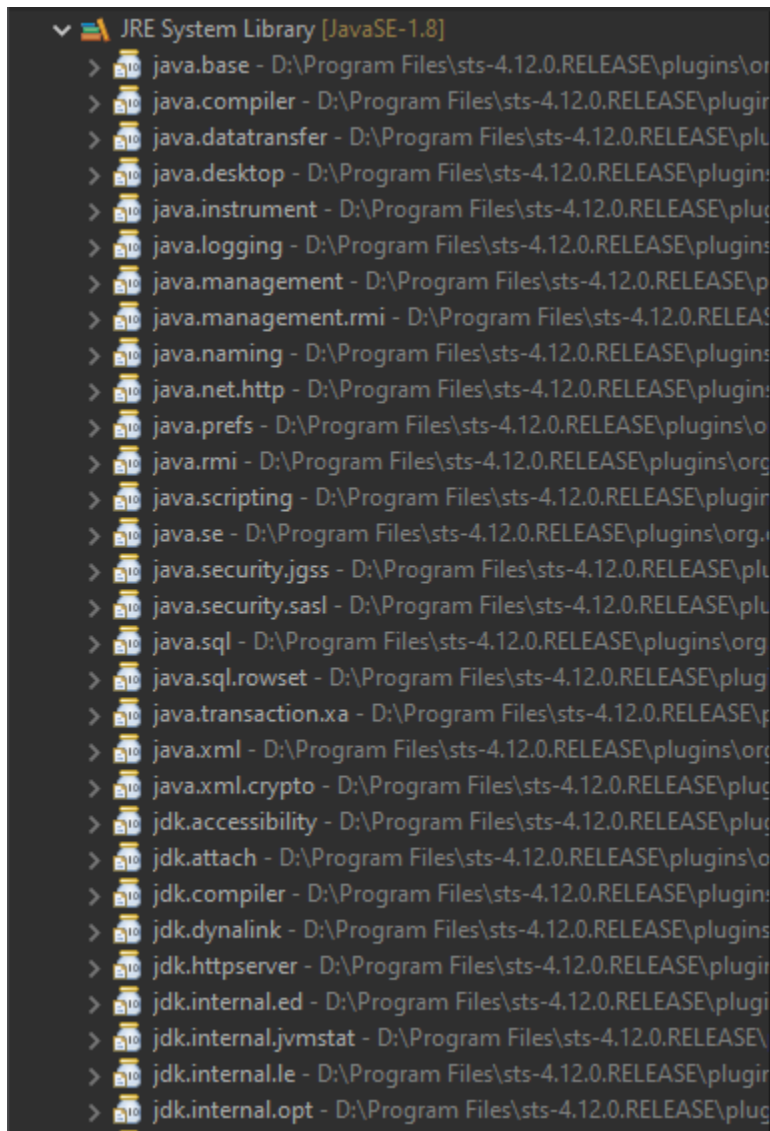 JRE System Library [JavaSE-1.8]
java.base - D:\Program Files\sts-4.12.0.RELEASE\plugins\or
java.compiler - D:\Program Files\sts-4.12.0.RELEASE\plugin
java.datatransfer - D:\Program Files\sts-4.12.0.RELEASE\plu
java.desktop - D:\Program Files\sts-4.12.0.RELEASE\plugins
java.instrument - D:\Program Files\sts-4.12.0.RELEASE\plug
java.logging - D:\Program Files\sts-4.12.0.RELEASE\plugins
java.management - D:\Program Files\sts-4.12.0.RELEASE\p
java.management.rmi - D:\Program Files\sts-4.12.0.RELEAS
java.naming - D:\Program Files\sts-4.12.0.RELEASE\plugins
java.net.http - D:\Program Files\sts-4.12.0.RELEASE\plugins
java.prefs - D:\Program Files\sts-4.12.0.RELEASE\plugins\o
java.rmi - D:\Program Files\sts-4.12.0.RELEASE\plugins\org
java.scripting - D:\Program Files\sts-4.12.0.RELEASE\plugin
java.se - D:\Program Files\sts-4.12.0.RELEASE\plugins\org.
java.security.jgss - D:\Program Files\sts-4.12.0.RELEASE\plu
java.security.sasl - D:\Program Files\sts-4.12.0.RELEASE\plu
java.sql - D:\Program Files\sts-4.12.0.RELEASE\plugins\org
java.sql.rowset - D:\Program Files\sts-4.12.0.RELEASE\plug
java.transaction.xa - D:\Program Files\sts-4.12.0.RELEASE\p
java.xml - D:\Program Files\sts-4.12.0.RELEASE\plugins\org
java.xml.crypto - D:\Program Files\sts-4.12.0.RELEASE\plug
jdk.accessibility - D:\Program Files\sts-4.12.0.RELEASE\plug
jdk.attach - D:\Program Files\sts-4.12.0.RELEASE\plugins\o
jdk.compiler - D:\Program Files\sts-4.12.0.RELEASE\plugins
jdk.dynalink - D:\Program Files\sts-4.12.0.RELEASE\plugins
jdk.httpserver - D:\Program Files\sts-4.12.0.RELEASE\plugin
jdk.internal.ed - D:\Program Files\sts-4.12.0.RELEASE\plugi
jdk.internal.jvmstat - D:\Program Files\sts-4.12.0.RELEASE\
jdk.internal.le - D:\Program Files\sts-4.12.0.RELEASE\plugin
jdk.internal.opt - D:\Program Files\sts-4.12.0.RELEASE\plug